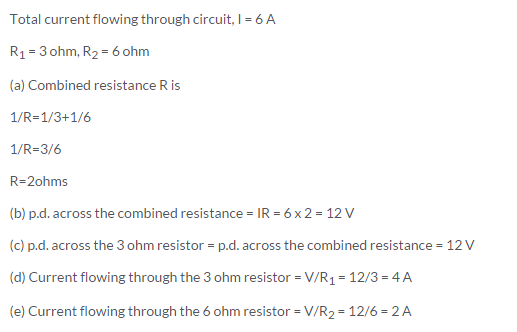 Total current flowing through circuit, I = 6 A
R₁ = 3 ohm, R₂ = 6 ohm
(a) Combined resistance R is
1/R=1/3+1/6
1/R=3/6
R=2ohms
(b) p.d. across the combined resistance = IR = 6 x 2 = 12 V
(c) p.d. across the 3 ohm resistor = p.d. across the combined resistance = 12 V
(d) Current flowing through the 3 ohm resistor = V/R₁ = 12/3 = 4 A
(e) Current flowing through the 6 ohm resistor = V/R₂ = 12/6 = 2 A